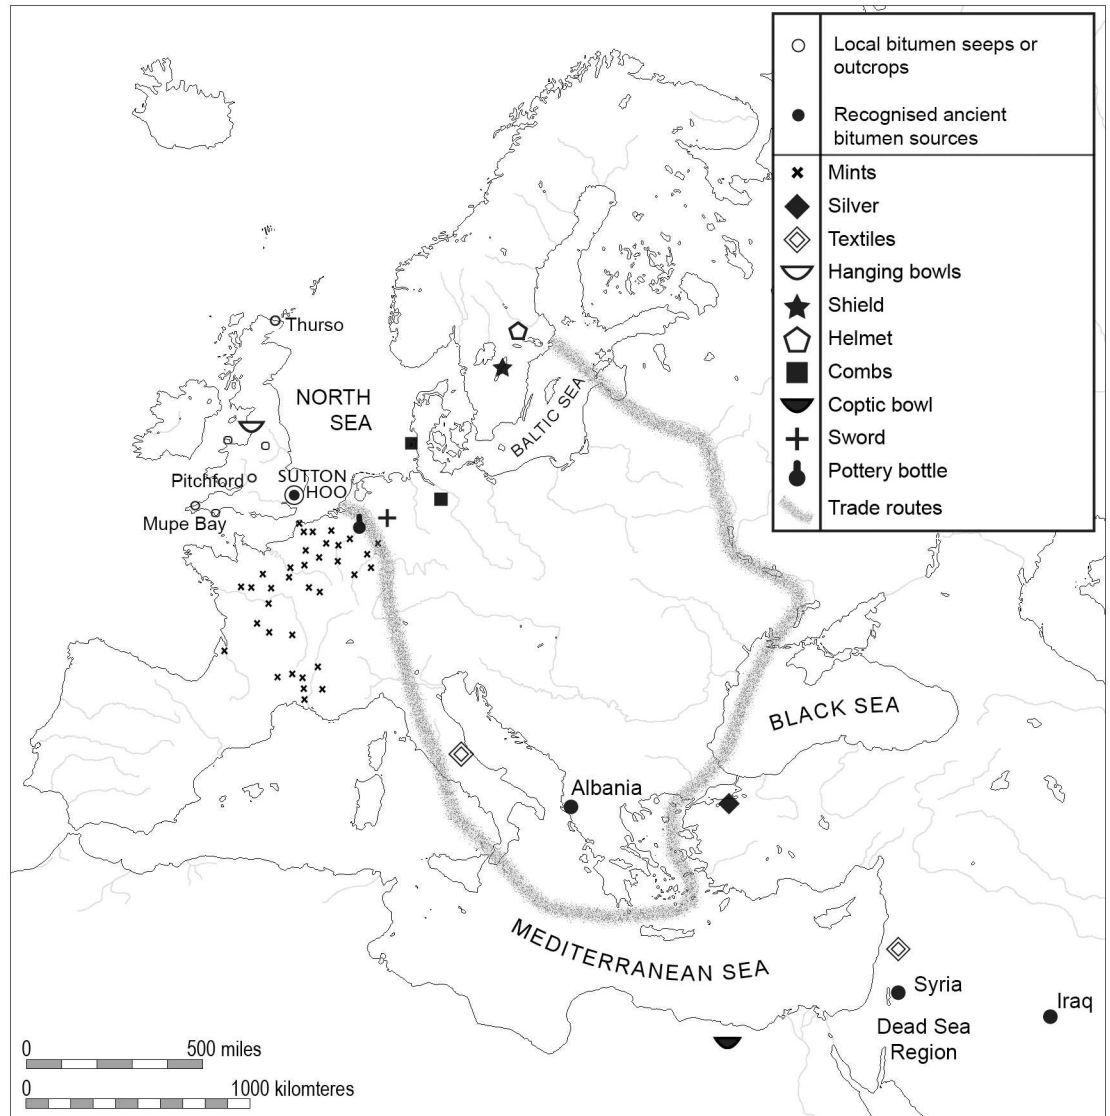 Local bitumen seeps or
outcrops
Recognised ancient
bitumen sources
Mints
Silver
Textiles
Hanging bowls
Shield
Helmet
Combs
Coptic bowl
Sword
Pottery bottle
Trade routes
Thurso
NORTH
SEA
BALTIC SEA
Pitchford
SUTTON
HOO
Mupe Bay
BLACK SEA
Albania
MEDITERRANEAN SEA
Syria
Iraq
Dead Sea
Region
0 500 miles
0 1000 kilomteres